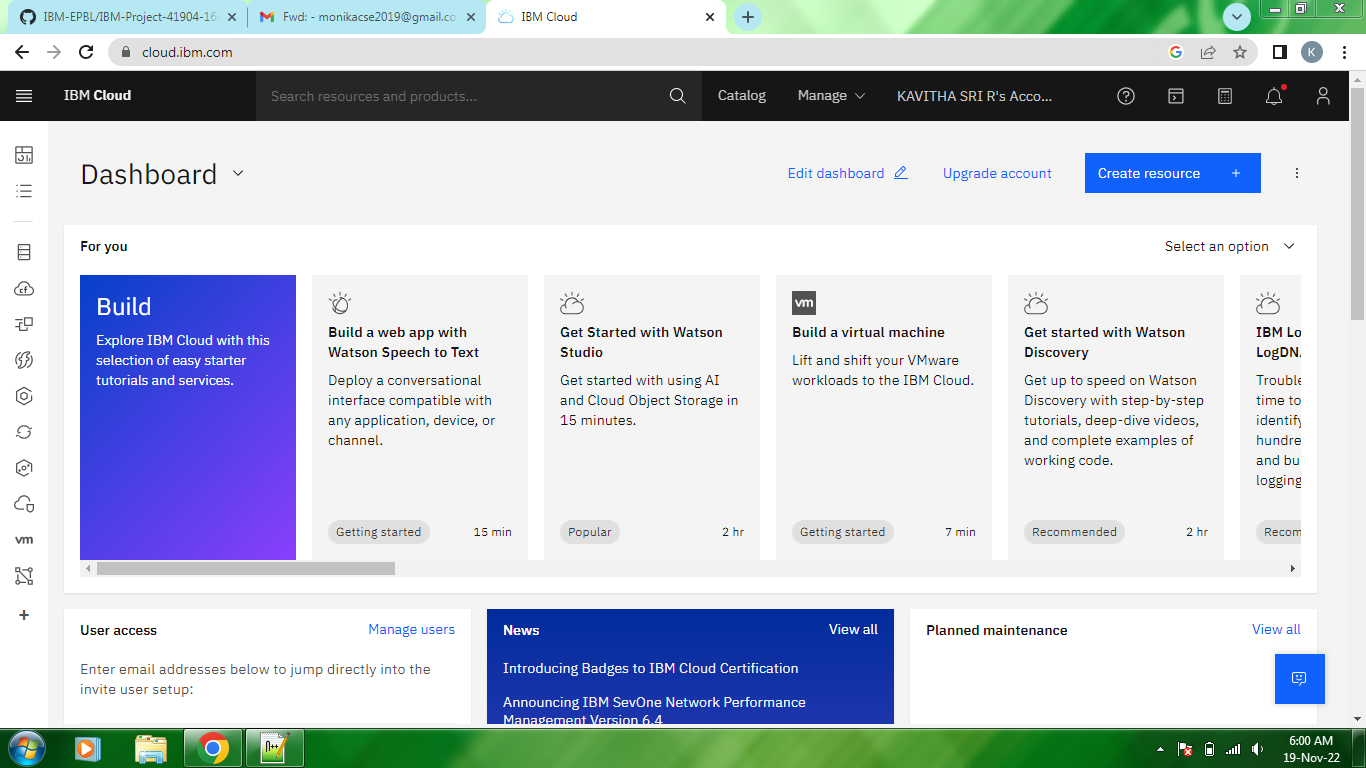 IBM-EPBL/IBM-Project-41904-16
Fwd: - monikacse2019@gmail.co
IBM Cloud
cloud.ibm.com
K
IBM Cloud
Search resources and products...
Catalog
Manage
KAVITHA SRI R's Acco...
Dashboard
Edit dashboard
Upgrade account
Create resource +
For you
Select an option
Build
Explore IBM Cloud with this
selection of easy starter
tutorials and services.
Build a web app with
Watson Speech to Text
Deploy a conversational
interface compatible with
any application, device, or
channel.
Getting started
15 min
Get Started with Watson
Studio
Get started with using AI
and Cloud Object Storage in
15 minutes.
Popular
2 hr
vm
Build a virtual machine
Lift and shift your VMware
workloads to the IBM Cloud.
Getting started
7 min
Get started with Watson
Discovery
Get up to speed on Watson
Discovery with step-by-step
tutorials, deep-dive videos,
and complete examples of
working code.
Recommended
2 hr
IBM Lo
LogDN
Trouble
time to
identify
hundre
and bu
logging
Recom
cf
vm
User access
Manage users
Enter email addresses below to jump directly into the
invite user setup:
News
View all
Introducing Badges to IBM Cloud Certification
Announcing IBM SevOne Network Performance
Management Version 6.4
Planned maintenance
View all
6:00 AM
19-Nov-22